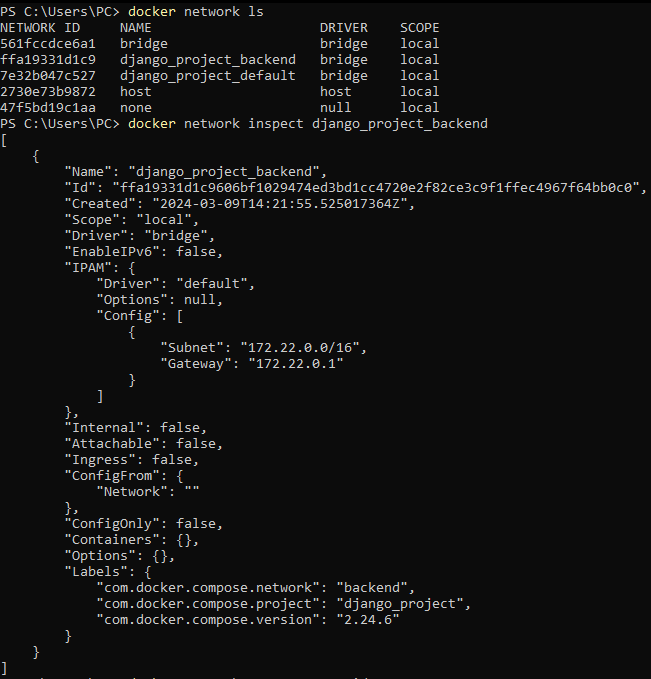 PS C:\Users\PC> docker network ls
NETWORK ID     NAME                     DRIVER    SCOPE
561fccdce6a1   bridge                   bridge    local
ffa19331d1c9   django_project_backend   bridge    local
7e32b047c527   django_project_default   bridge    local
2730e73b9872   host                     host      local
47f5bd19c1aa   none                     null      local
PS C:\Users\PC> docker network inspect django_project_backend
[
    {
        "Name": "django_project_backend",
        "Id": "ffa19331d1c9606bf1029474ed3bd1cc4720e2f82ce3c9f1ffec4967f64bb0c0",
        "Created": "2024-03-09T14:21:55.525017364Z",
        "Scope": "local",
        "Driver": "bridge",
        "EnableIPv6": false,
        "IPAM": {
            "Driver": "default",
            "Options": null,
            "Config": [
                {
                    "Subnet": "172.22.0.0/16",
                    "Gateway": "172.22.0.1"
                }
            ]
        },
        "Internal": false,
        "Attachable": false,
        "Ingress": false,
        "ConfigFrom": {
            "Network": ""
        },
        "ConfigOnly": false,
        "Containers": {},
        "Options": {},
        "Labels": {
            "com.docker.compose.network": "backend",
            "com.docker.compose.project": "django_project",
            "com.docker.compose.version": "2.24.6"
        }
    }
]